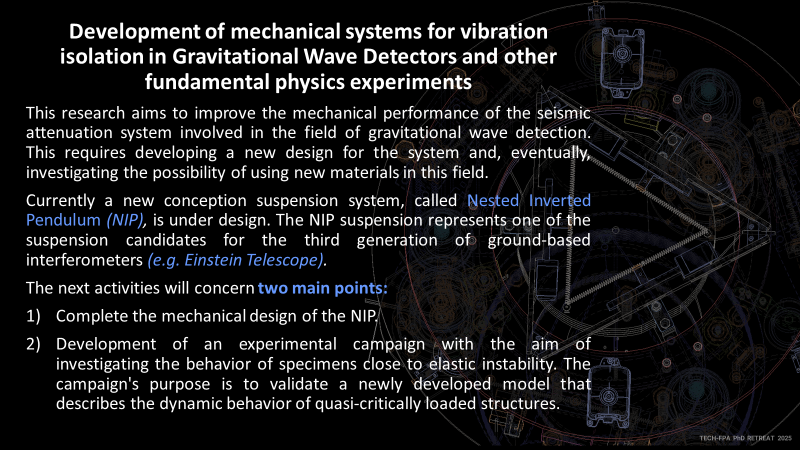 Development of mechanical systems for vibration
isolation in Gravitational Wave Detectors and other
fundamental physics experiments
This research aims to improve the mechanical performance of the seismic
attenuation system involved in the field of gravitational wave detection.
This requires developing a new design for the system and, eventually,
investigating the possibility of using new materials in this field.
Currently a new conception suspension system, called Nested Inverted
Pendulum (NIP), is under design. The NIP suspension represents one of the
suspension candidates for the third generation of ground-based
interferometers (e.g. Einstein Telescope).
The next activities will concern two main points:
1) Complete the mechanical design of the NIP,
2) Development of an experimental campaign with the aim of
investigating the behavior of specimens close to elastic instability. The
campaign's purpose is to validate a newly developed model that
describes the dynamic behavior of quasi-critically loaded structures.
TECH-FPA PhD RETREAT 2025